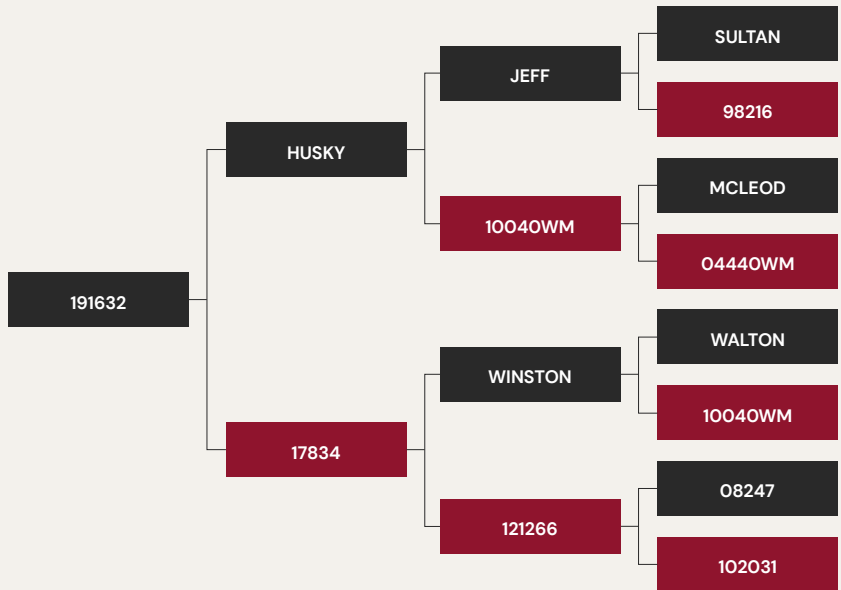 SULTAN
JEFF
98216
HUSKY
MCLEOD
10040WM
04440WM
191632
WALTON
WINSTON
10040WM
17834
08247
121266
102031